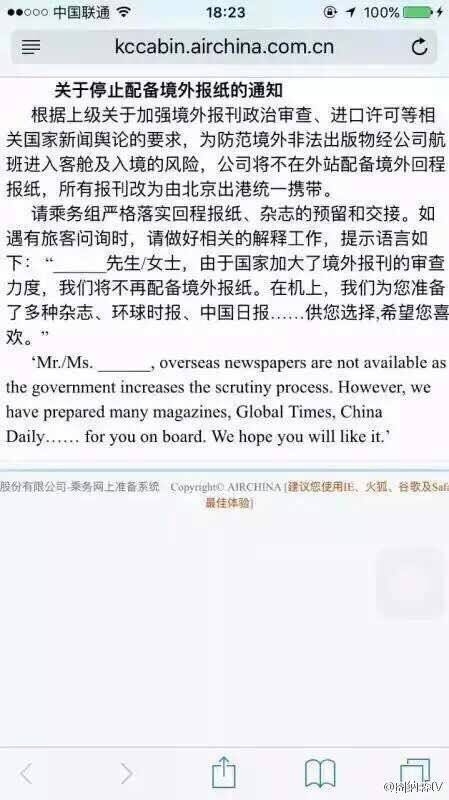 中国联通
18:23
100%
kccabin.airchina.com.cn
关于停止配备境外报纸的通知
根据上级关于加强境外报刊政治审查、进口许可等相
关国家新闻舆论的要求，为防范境外非法出版物经公司航
班进入客舱及入境的风险，公司将不在外站配备境外回程
报纸，所有报刊改为由北京出港统一携带。
请乘务组严格落实回程报纸、杂志的预留和交接。如
遇有旅客问询时，请做好相关的解释工作，提示语言如
下：“______先生/女士，由于国家加大了境外报刊的审查
力度，我们将不再配备境外报纸。在机上，我们为您准备
了多种杂志、环球时报、中国日报……供您选择,希望您喜
欢。”
‘Mr./Ms. ______, overseas newspapers are not available as
the government increases the scrutiny process. However, we
have prepared many magazines, Global Times, China
Daily…… for you on board. We hope you will like it.’
股份有限公司-乘务网上准备系统 Copyright© AIRCHINA [建议您使用IE、火狐、谷歌及Safa
最佳体验]